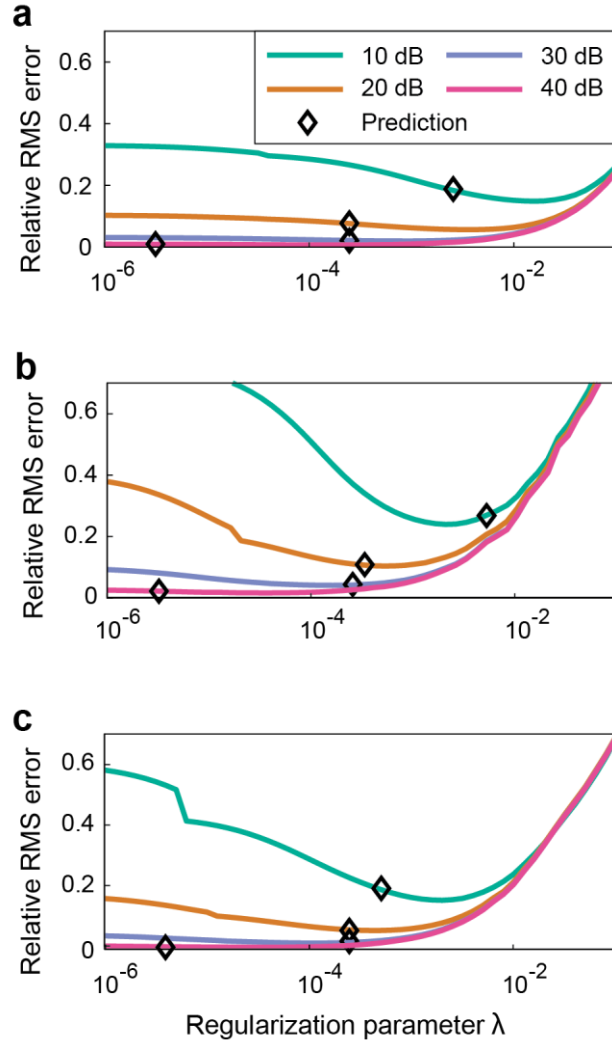 a
Relative RMS error
0.6
0.4
0.2
0
10 dB
30 dB
20 dB
40 dB
Prediction
10⁻⁶
10⁻⁴
10⁻²
b
Relative RMS error
0.6
0.4
0.2
0
10⁻⁶
10⁻⁴
10⁻²
c
Relative RMS error
0.6
0.4
0.2
0
10⁻⁶
10⁻⁴
10⁻²
Regularization parameter λ